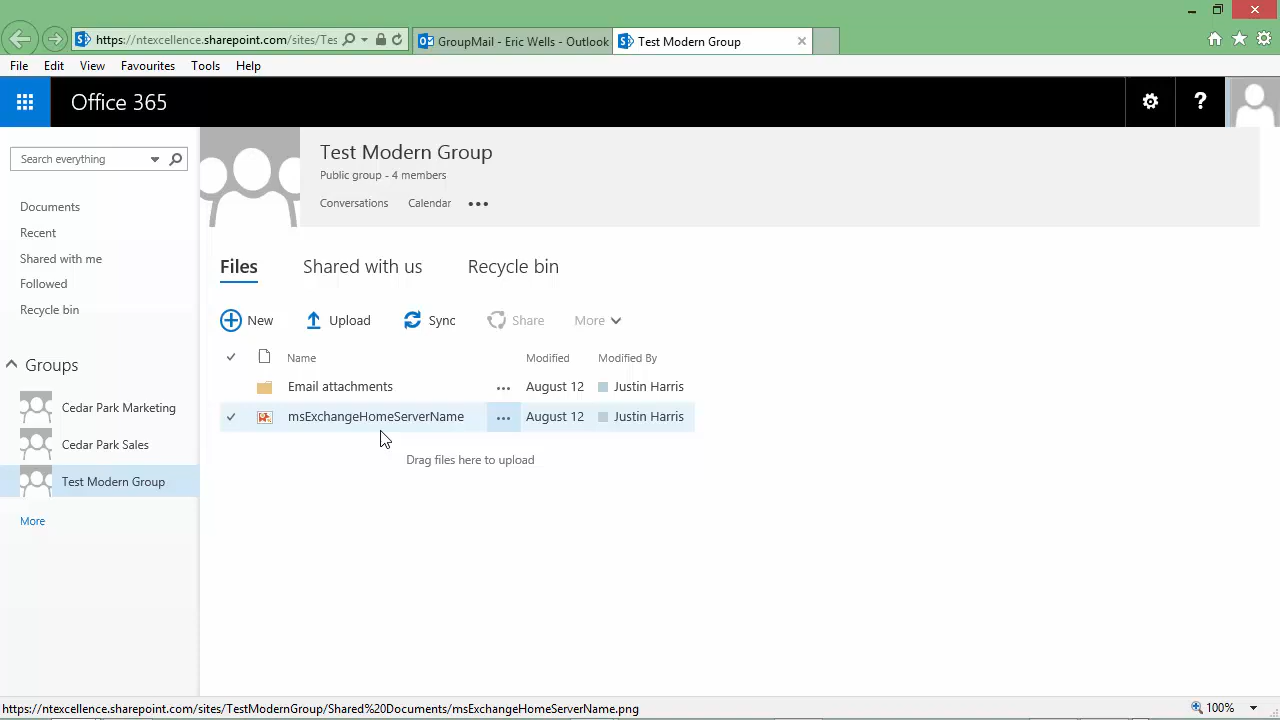 https://ntexcellence.sharepoint.com/sites/Tes
GroupMail - Eric Wells - Outlook
Test Modern Group
File Edit View Favourites Tools Help
Office 365
?
Search everything
Documents
Recent
Shared with me
Followed
Recycle bin
Groups
Cedar Park Marketing
Cedar Park Sales
Test Modern Group
More
Test Modern Group
Public group - 4 members
Conversations Calendar
Files Shared with us Recycle bin
New Upload Sync Share More
Name Modified Modified By
Email attachments ... August 12 Justin Harris
msExchangeHomeServerName ... August 12 Justin Harris
Drag files here to upload
https://ntexcellence.sharepoint.com/sites/TestModernGroup/Shared%20Documents/msExchangeHomeServerName.png
100%